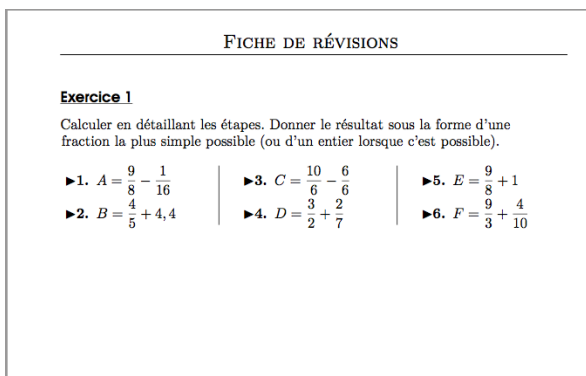 FICHE DE RÉVISIONS
Exercice 1
Calculer en détaillant les étapes. Donner le résultat sous la forme d'une
fraction la plus simple possible (ou d'un entier lorsque c'est possible).
▶1. A = 9/8 − 1/16
▶2. B = 4/5 + 4,4
▶3. C = 10/6 − 6/6
▶4. D = 3/2 + 2/7
▶5. E = 9/8 + 1
▶6. F = 9/3 + 4/10